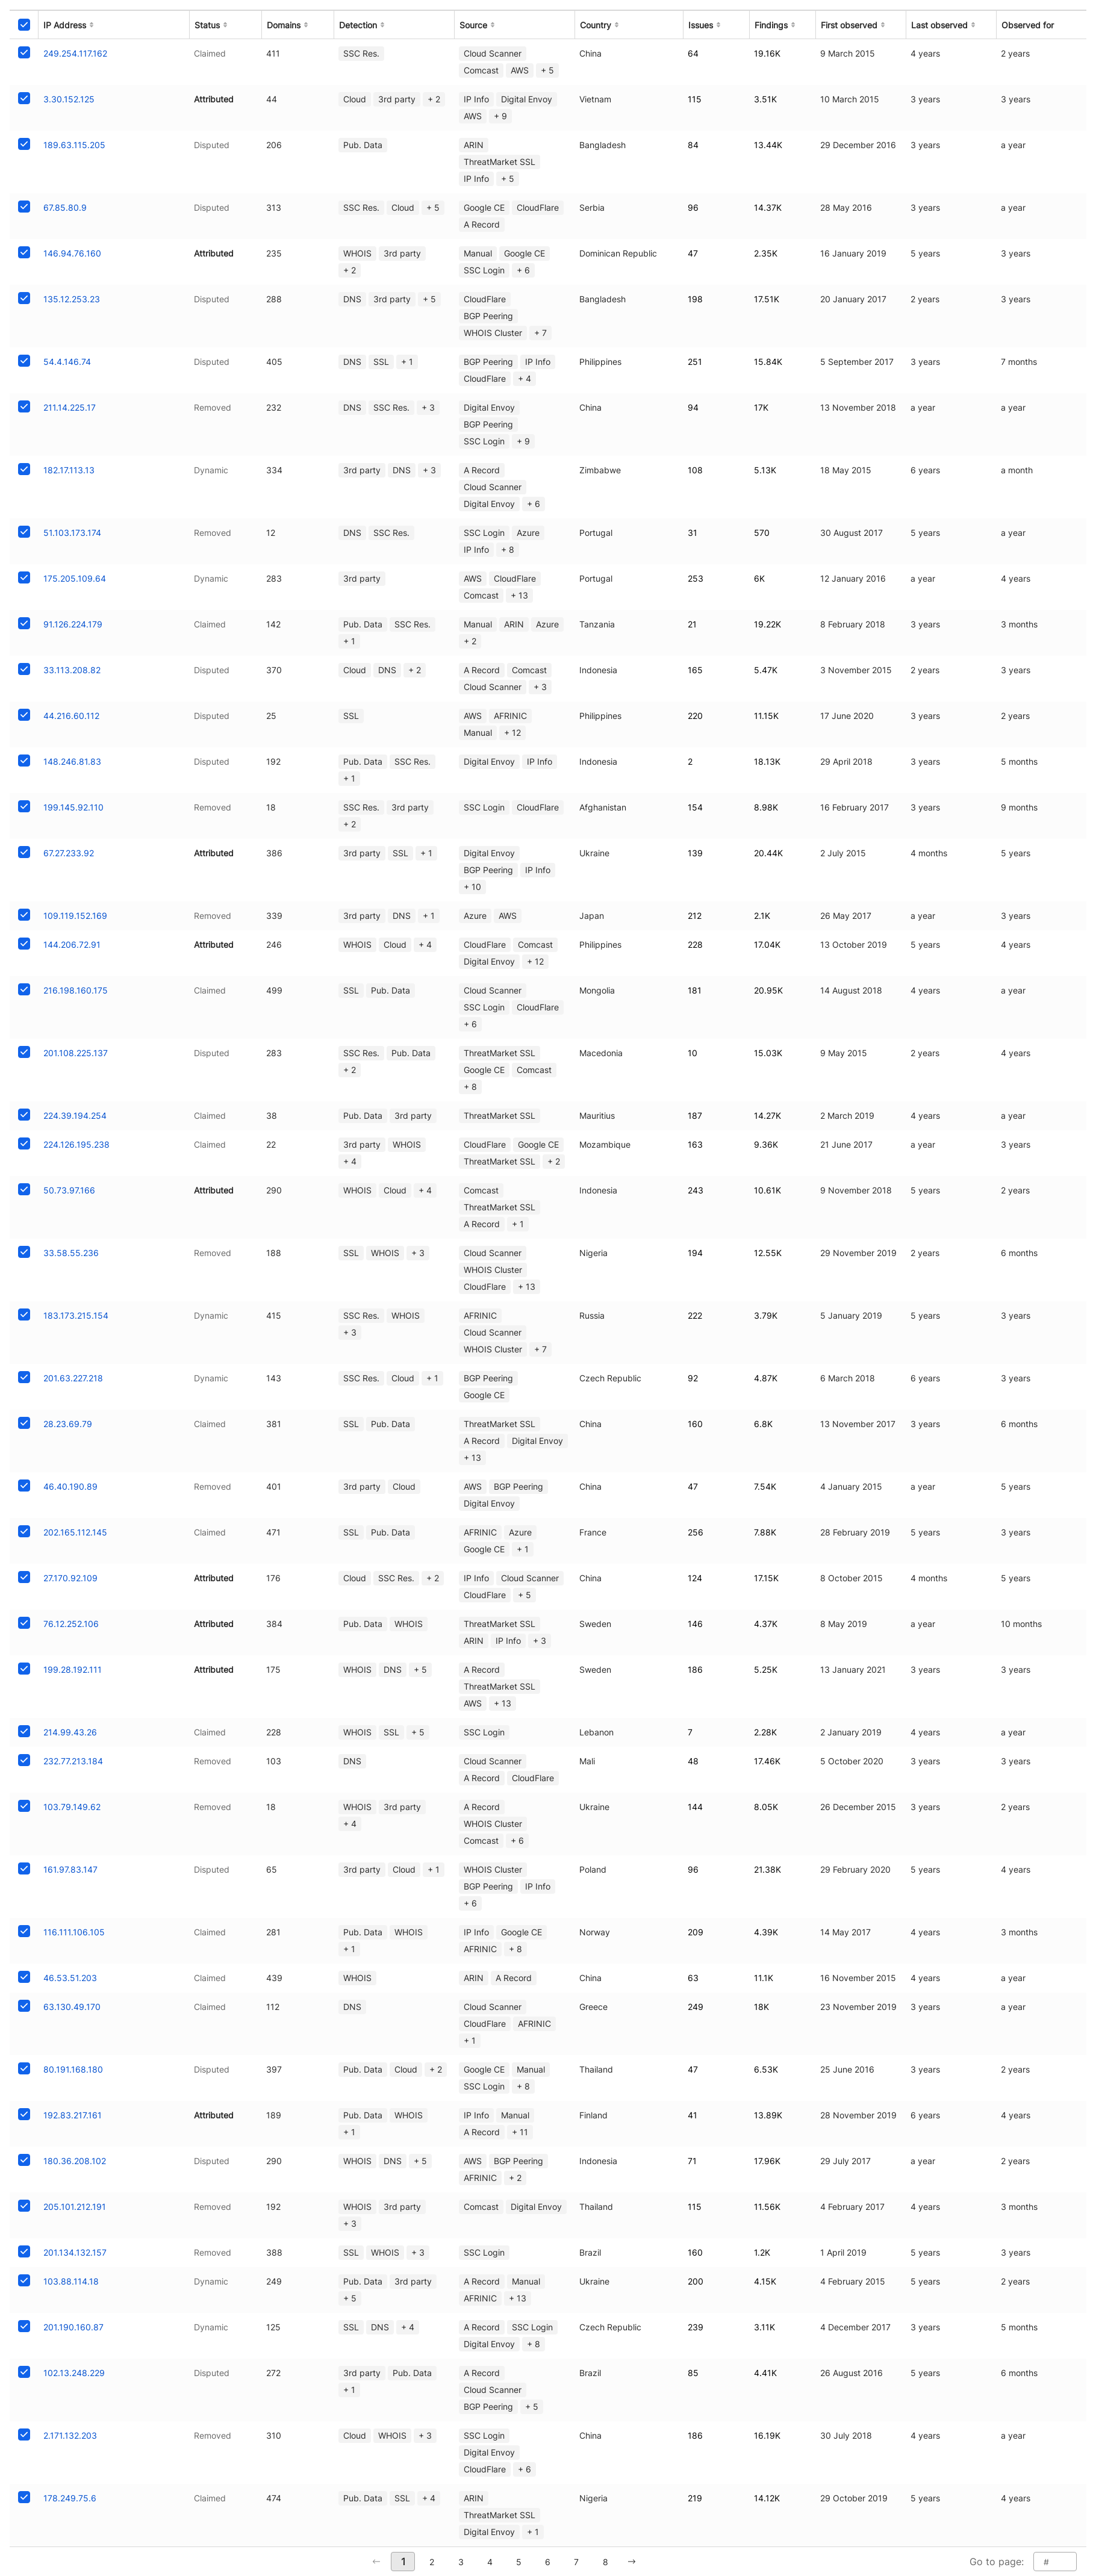 IP Address Status Domains Detection Source Country Issues Findings First observed Last observed Observed for
249.254.117.162 Claimed 411 SSC Res. Cloud Scanner China 64 19.16K 9 March 2015 4 years 2 years
Comcast AWS + 5
3.30.152.125 Attributed 44 Cloud 3rd party + 2 IP Info Digital Envoy Vietnam 115 3.51K 10 March 2015 3 years 3 years
AWS + 9
189.63.115.205 Disputed 206 Pub. Data ARIN Bangladesh 84 13.44K 29 December 2016 3 years a year
ThreatMarket SSL
IP Info + 5
67.85.80.9 Disputed 313 SSC Res. Cloud + 5 Google CE CloudFlare Serbia 96 14.37K 28 May 2016 3 years a year
A Record
146.94.76.160 Attributed 235 WHOIS 3rd party Manual Google CE Dominican Republic 47 2.35K 16 January 2019 5 years 3 years
+ 2 SSC Login + 6
135.12.253.23 Disputed 288 DNS 3rd party + 5 CloudFlare Bangladesh 198 17.51K 20 January 2017 2 years 3 years
BGP Peering
WHOIS Cluster + 7
54.4.146.74 Disputed 405 DNS SSL + 1 BGP Peering IP Info Philippines 251 15.84K 5 September 2017 3 years 7 months
CloudFlare + 4
211.14.225.17 Removed 232 DNS SSC Res. + 3 Digital Envoy China 94 17K 13 November 2018 a year a year
BGP Peering
SSC Login + 9
182.17.113.13 Dynamic 334 3rd party DNS + 3 A Record Zimbabwe 108 5.13K 18 May 2015 6 years a month
Cloud Scanner
Digital Envoy + 6
51.103.173.174 Removed 12 DNS SSC Res. SSC Login Azure Portugal 31 570 30 August 2017 5 years a year
IP Info + 8
175.205.109.64 Dynamic 283 3rd party AWS CloudFlare Portugal 253 6K 12 January 2016 a year 4 years
Comcast + 13
91.126.224.179 Claimed 142 Pub. Data SSC Res. Manual ARIN Azure Tanzania 21 19.22K 8 February 2018 3 years 3 months
+ 1 + 2
33.113.208.82 Disputed 370 Cloud DNS + 2 A Record Comcast Indonesia 165 5.47K 3 November 2015 2 years 3 years
Cloud Scanner + 3
44.216.60.112 Disputed 25 SSL AWS AFRINIC Philippines 220 11.15K 17 June 2020 3 years 2 years
Manual + 12
148.246.81.83 Disputed 192 Pub. Data SSC Res. Digital Envoy IP Info Indonesia 2 18.13K 29 April 2018 3 years 5 months
+ 1
199.145.92.110 Removed 18 SSC Res. 3rd party SSC Login CloudFlare Afghanistan 154 8.98K 16 February 2017 3 years 9 months
+ 2
67.27.233.92 Attributed 386 3rd party SSL + 1 Digital Envoy Ukraine 139 20.44K 2 July 2015 4 months 5 years
BGP Peering IP Info
+ 10
109.119.152.169 Removed 339 3rd party DNS + 1 Azure AWS Japan 212 2.1K 26 May 2017 a year 3 years
144.206.72.91 Attributed 246 WHOIS Cloud + 4 CloudFlare Comcast Philippines 228 17.04K 13 October 2019 5 years 4 years
Digital Envoy + 12
216.198.160.175 Claimed 499 SSL Pub. Data Cloud Scanner Mongolia 181 20.95K 14 August 2018 4 years a year
SSC Login CloudFlare
+ 6
201.108.225.137 Disputed 283 SSC Res. Pub. Data ThreatMarket SSL Macedonia 10 15.03K 9 May 2015 2 years 4 years
+ 2 Google CE Comcast
+ 8
224.39.194.254 Claimed 38 Pub. Data 3rd party ThreatMarket SSL Mauritius 187 14.27K 2 March 2019 4 years a year
224.126.195.238 Claimed 22 3rd party WHOIS CloudFlare Google CE Mozambique 163 9.36K 21 June 2017 a year 3 years
+ 4 ThreatMarket SSL + 2
50.73.97.166 Attributed 290 WHOIS Cloud + 4 Comcast Indonesia 243 10.61K 9 November 2018 5 years 2 years
ThreatMarket SSL
A Record + 1
33.58.55.236 Removed 188 SSL WHOIS + 3 Cloud Scanner Nigeria 194 12.55K 29 November 2019 2 years 6 months
WHOIS Cluster
CloudFlare + 13
183.173.215.154 Dynamic 415 SSC Res. WHOIS AFRINIC Russia 222 3.79K 5 January 2019 5 years 3 years
+ 3 Cloud Scanner
WHOIS Cluster + 7
201.63.227.218 Dynamic 143 SSC Res. Cloud + 1 BGP Peering Czech Republic 92 4.87K 6 March 2018 6 years 3 years
Google CE
28.23.69.79 Claimed 381 SSL Pub. Data ThreatMarket SSL China 160 6.8K 13 November 2017 3 years 6 months
A Record Digital Envoy
+ 13
46.40.190.89 Removed 401 3rd party Cloud AWS BGP Peering China 47 7.54K 4 January 2015 a year 5 years
Digital Envoy
202.165.112.145 Claimed 471 SSL Pub. Data AFRINIC Azure France 256 7.88K 28 February 2019 5 years 3 years
Google CE + 1
27.170.92.109 Attributed 176 Cloud SSC Res. + 2 IP Info Cloud Scanner China 124 17.15K 8 October 2015 4 months 5 years
CloudFlare + 5
76.12.252.106 Attributed 384 Pub. Data WHOIS ThreatMarket SSL Sweden 146 4.37K 8 May 2019 a year 10 months
ARIN IP Info + 3
199.28.192.111 Attributed 175 WHOIS DNS + 5 A Record Sweden 186 5.25K 13 January 2021 3 years 3 years
ThreatMarket SSL
AWS + 13
214.99.43.26 Claimed 228 WHOIS SSL + 5 SSC Login Lebanon 7 2.28K 2 January 2019 4 years a year
232.77.213.184 Removed 103 DNS Cloud Scanner Mali 48 17.46K 5 October 2020 3 years 3 years
A Record CloudFlare
103.79.149.62 Removed 18 WHOIS 3rd party A Record Ukraine 144 8.05K 26 December 2015 3 years 2 years
+ 4 WHOIS Cluster
Comcast + 6
161.97.83.147 Disputed 65 3rd party Cloud + 1 WHOIS Cluster Poland 96 21.38K 29 February 2020 5 years 4 years
BGP Peering IP Info
+ 6
116.111.106.105 Claimed 281 Pub. Data WHOIS IP Info Google CE Norway 209 4.39K 14 May 2017 4 years 3 months
+ 1 AFRINIC + 8
46.53.51.203 Claimed 439 WHOIS ARIN A Record China 63 11.1K 16 November 2015 4 years a year
63.130.49.170 Claimed 112 DNS Cloud Scanner Greece 249 18K 23 November 2019 3 years a year
CloudFlare AFRINIC
+ 1
80.191.168.180 Disputed 397 Pub. Data Cloud + 2 Google CE Manual Thailand 47 6.53K 25 June 2016 3 years 2 years
SSC Login + 8
192.83.217.161 Attributed 189 Pub. Data WHOIS IP Info Manual Finland 41 13.89K 28 November 2019 6 years 4 years
+ 1 A Record + 11
180.36.208.102 Disputed 290 WHOIS DNS + 5 AWS BGP Peering Indonesia 71 17.96K 29 July 2017 a year 2 years
AFRINIC + 2
205.101.212.191 Removed 192 WHOIS 3rd party Comcast Digital Envoy Thailand 115 11.56K 4 February 2017 4 years 3 months
+ 3
201.134.132.157 Removed 388 SSL WHOIS + 3 SSC Login Brazil 160 1.2K 1 April 2019 5 years 3 years
103.88.114.18 Dynamic 249 Pub. Data 3rd party A Record Manual Ukraine 200 4.15K 4 February 2015 5 years 2 years
+ 5 AFRINIC + 13
201.190.160.87 Dynamic 125 SSL DNS + 4 A Record SSC Login Czech Republic 239 3.11K 4 December 2017 3 years 5 months
Digital Envoy + 8
102.13.248.229 Disputed 272 3rd party Pub. Data A Record Brazil 85 4.41K 26 August 2016 5 years 6 months
+ 1 Cloud Scanner
BGP Peering + 5
2.171.132.203 Removed 310 Cloud WHOIS + 3 SSC Login China 186 16.19K 30 July 2018 4 years a year
Digital Envoy
CloudFlare + 6
178.249.75.6 Claimed 474 Pub. Data SSL + 4 ARIN Nigeria 219 14.12K 29 October 2019 5 years 4 years
ThreatMarket SSL
Digital Envoy + 1
← 1 2 3 4 5 6 7 8 → Go to page: #